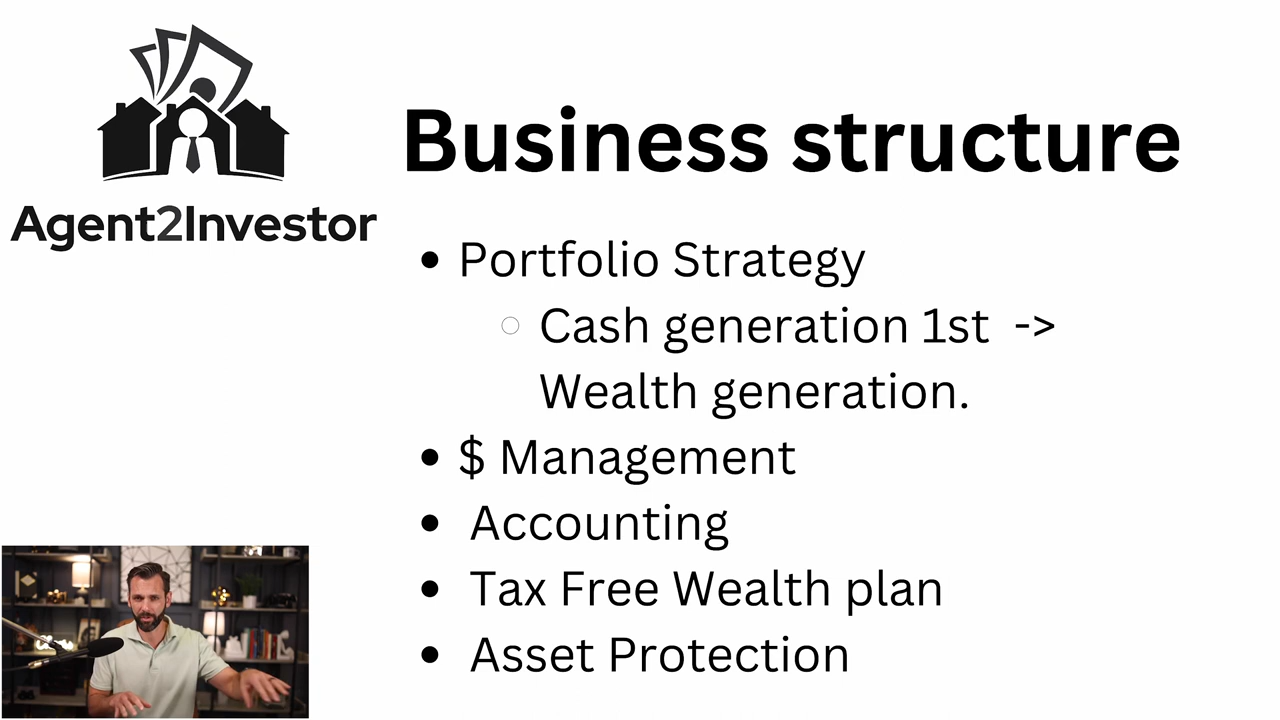 Agent2Investor
Business structure
• Portfolio Strategy
○ Cash generation 1st ->
Wealth generation.
• $ Management
• Accounting
• Tax Free Wealth plan
• Asset Protection